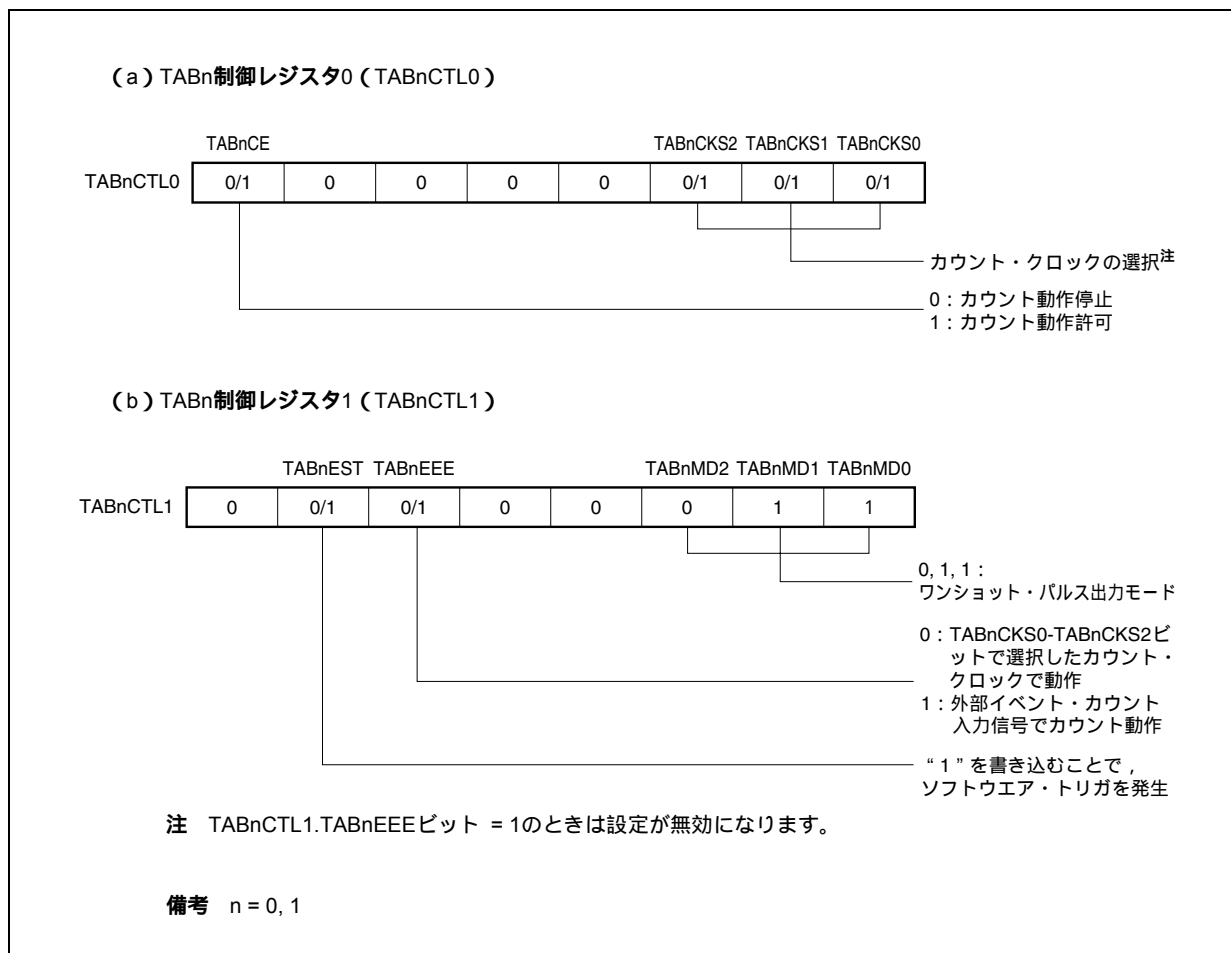 （a）TABn制御レジスタ0（TABnCTL0）
TABnCE TABnCKS2 TABnCKS1 TABnCKS0
TABnCTL0 0/1 0 0 0 0 0/1 0/1 0/1
カウント・クロックの選択注
0：カウント動作停止
1：カウント動作許可
（b）TABn制御レジスタ1（TABnCTL1）
TABnEST TABnEEE TABnMD2 TABnMD1 TABnMD0
TABnCTL1 0 0/1 0/1 0 0 0 1 1
0, 1, 1：
ワンショット・パルス出力モード
0：TABnCKS0-TABnCKS2ビ
ットで選択したカウント・
クロックで動作
1：外部イベント・カウント
入力信号でカウント動作
“1”を書き込むことで，
ソフトウエア・トリガを発生
注 TABnCTL1.TABnEEEビット = 1のときは設定が無効になります。
備考 n = 0, 1